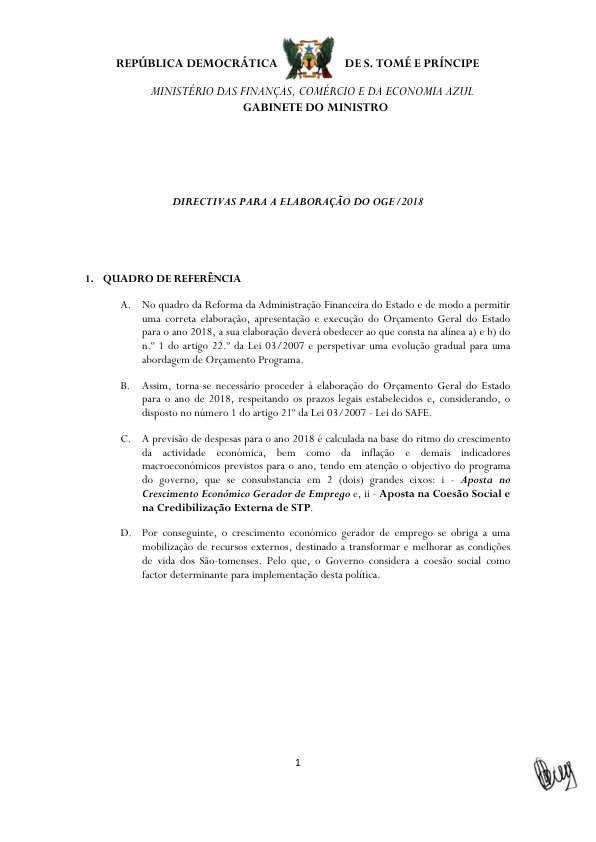 REPÚBLICA DEMOCRÁTICA DE S. TOMÉ E PRÍNCIPE
MINISTÉRIO DAS FINANÇAS, COMÉRCIO E DA ECONOMIA AZUL
GABINETE DO MINISTRO
DIRECTIVAS PARA A ELABORAÇÃO DO OGE/2018
1. QUADRO DE REFERÊNCIA
A. No quadro da Reforma da Administração Financeira do Estado e de modo a permitir
uma correta elaboração, apresentação e execução do Orçamento Geral do Estado
para o ano 2018, a sua elaboração deverá obedecer ao que consta na alínea a) e b) do
n.º 1 do artigo 22.º da Lei 03/2007 e perspetivar uma evolução gradual para uma
abordagem de Orçamento Programa.
B. Assim, torna-se necessário proceder à elaboração do Orçamento Geral do Estado
para o ano de 2018, respeitando os prazos legais estabelecidos e, considerando, o
disposto no número 1 do artigo 21º da Lei 03/2007 - Lei do SAFE.
C. A previsão de despesas para o ano 2018 é calculada na base do ritmo do crescimento
da actividade económica, bem como da inflação e demais indicadores
macroeconómicos previstos para o ano, tendo em atenção o objectivo do programa
do governo, que se consubstancia em 2 (dois) grandes eixos: i - Aposta no
Crescimento Económico Gerador de Emprego e, ii - Aposta na Coesão Social e
na Credibilização Externa de STP.
D. Por conseguinte, o crescimento económico gerador de emprego se obriga a uma
mobilização de recursos externos, destinado a transformar e melhorar as condições
de vida dos São-tomenses. Pelo que, o Governo considera a coesão social como
factor determinante para implementação desta política.
1